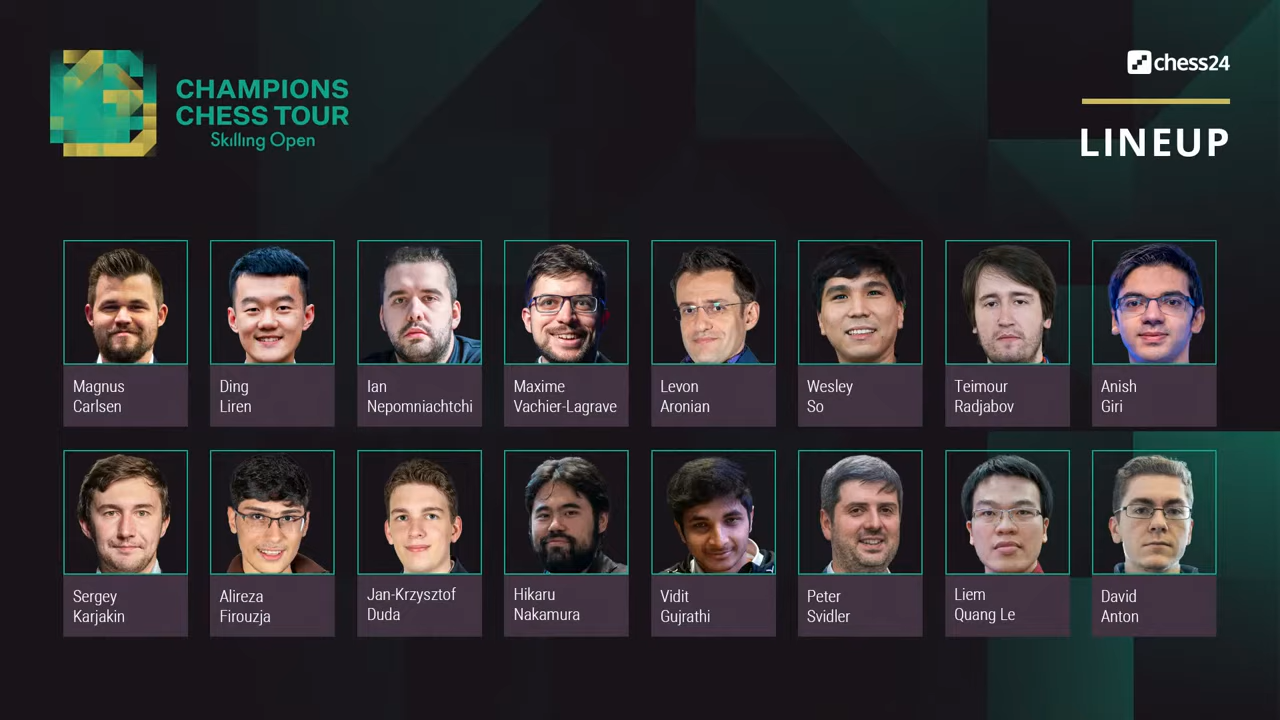 CHAMPIONS
CHESS TOUR
Skilling Open
chess24
LINEUP
Magnus
Carlsen
Ding
Liren
Ian
Nepomniachtchi
Maxime
Vachier-Lagrave
Levon
Aronian
Wesley
So
Teimour
Radjabov
Anish
Giri
Sergey
Karjakin
Alireza
Firouzja
Jan-Krzysztof
Duda
Hikaru
Nakamura
Vidit
Gujrathi
Peter
Svidler
Liem
Quang Le
David
Anton